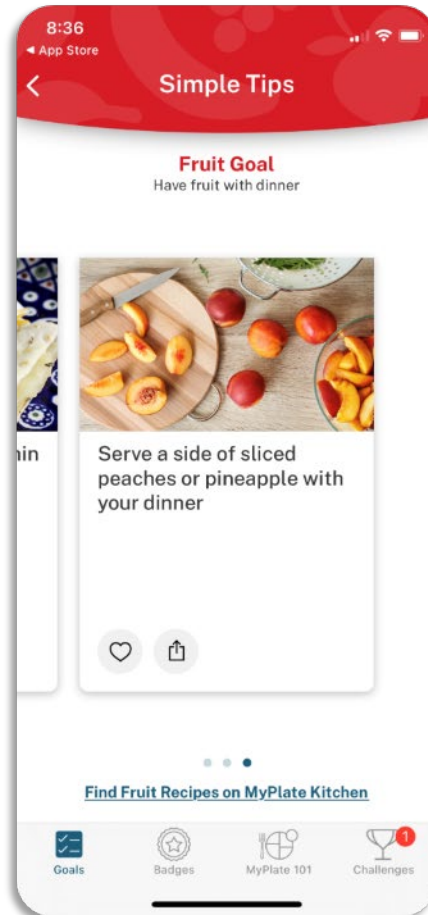 8:36
App Store
Simple Tips
Fruit Goal
Have fruit with dinner
Serve a side of sliced
peaches or pineapple with
your dinner
Find Fruit Recipes on MyPlate Kitchen
1
Goals
Badges
MyPlate 101
Challenges